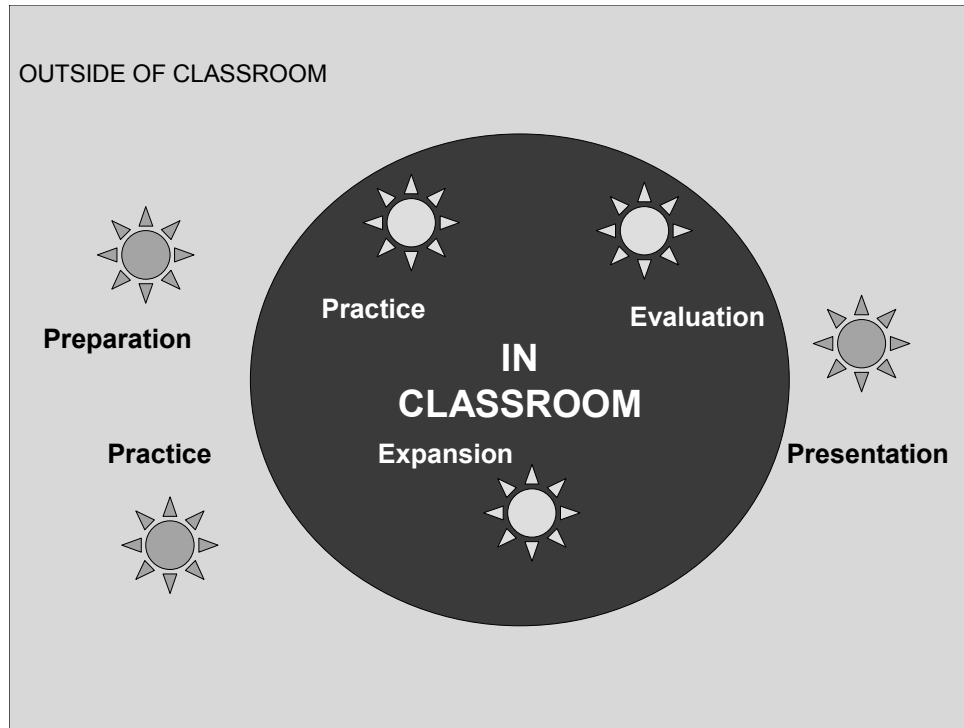 OUTSIDE OF CLASSROOM
Practice
Evaluation
Preparation
IN
CLASSROOM
Practice
Expansion
Presentation